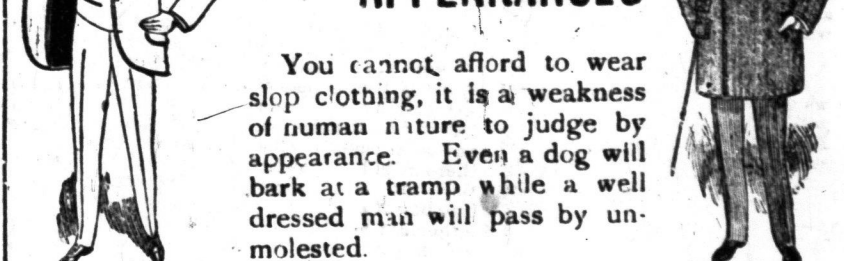 APPEARANCES
You cannot afford to wear
slop clothing, it is a weakness
of human nature to judge by
appearance. Even a dog will
bark at a tramp while a well
dressed man will pass by un-
molested.